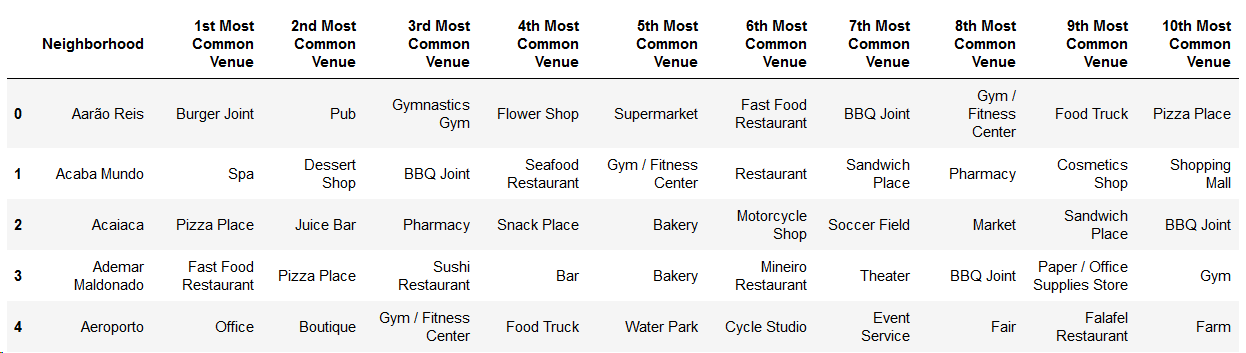 Neighborhood 1st Most Common Venue 2nd Most Common Venue 3rd Most Common Venue 4th Most Common Venue 5th Most Common Venue 6th Most Common Venue 7th Most Common Venue 8th Most Common Venue 9th Most Common Venue 10th Most Common Venue
0 Aarão Reis Burger Joint Pub Gymnastics Gym Flower Shop Supermarket Fast Food Restaurant BBQ Joint Gym / Fitness Center Food Truck Pizza Place
1 Acaba Mundo Spa Dessert Shop BBQ Joint Seafood Restaurant Gym / Fitness Center Restaurant Sandwich Place Pharmacy Cosmetics Shop Shopping Mall
2 Acaiaca Pizza Place Juice Bar Pharmacy Snack Place Bakery Motorcycle Shop Soccer Field Market Sandwich Place BBQ Joint
3 Ademar Maldonado Fast Food Restaurant Pizza Place Sushi Restaurant Bar Bakery Mineiro Restaurant Theater BBQ Joint Paper / Office Supplies Store Gym
4 Aeroporto Office Boutique Gym / Fitness Center Food Truck Water Park Cycle Studio Event Service Fair Falafel Restaurant Farm